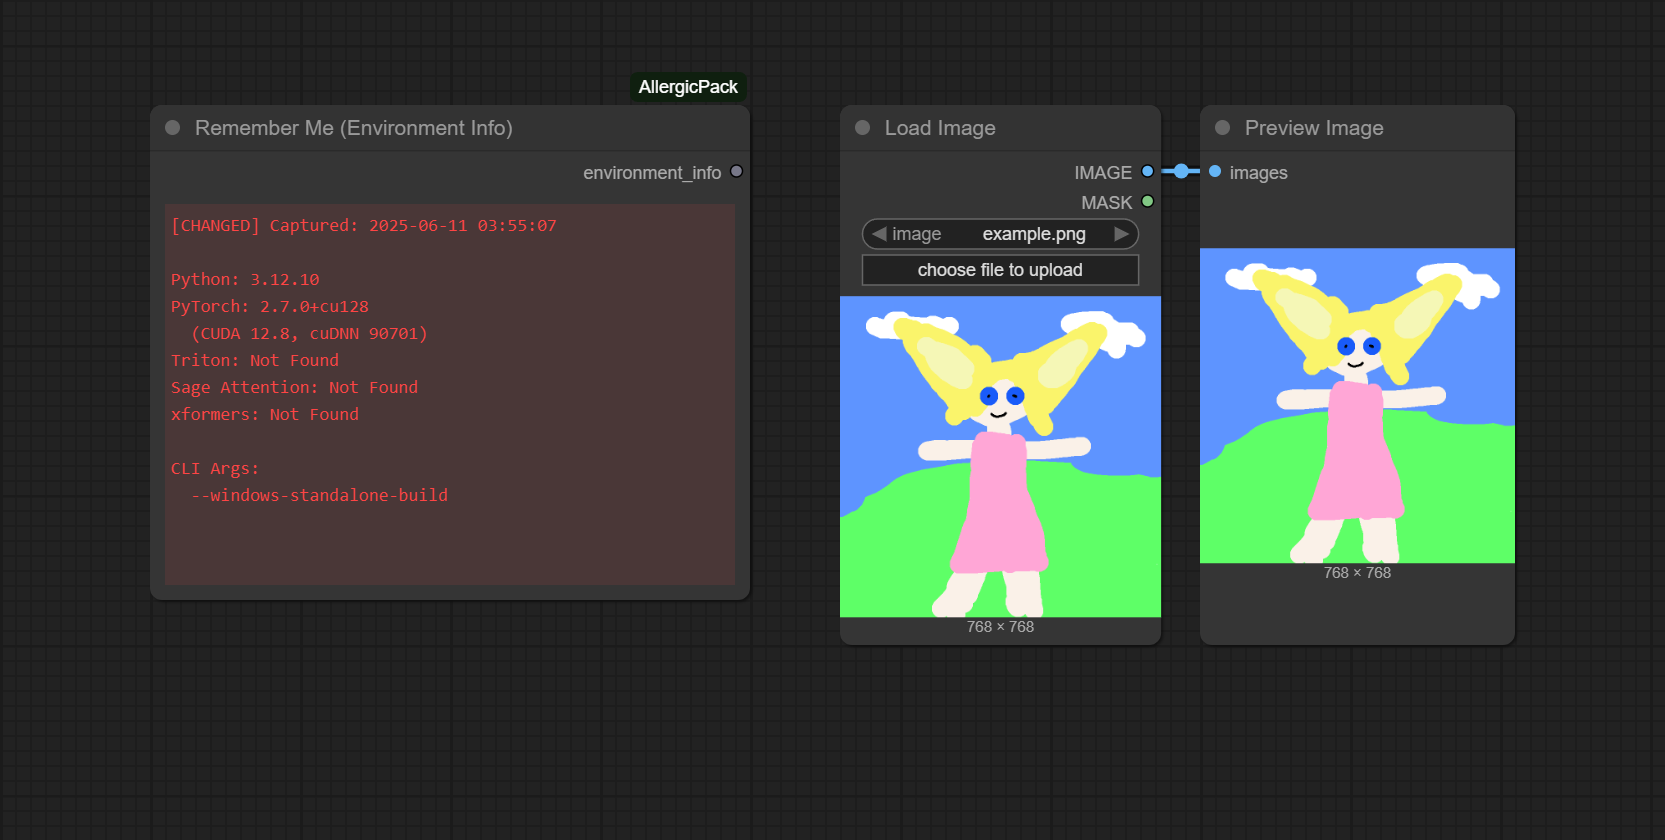 AllergicPack
Remember Me (Environment Info)
environment_info
[CHANGED] Captured: 2025-06-11 03:55:07
Python: 3.12.10
PyTorch: 2.7.0+cu128
(CUDA 12.8, cuDNN 90701)
Triton: Not Found
Sage Attention: Not Found
xformers: Not Found
CLI Args:
--windows-standalone-build
Load Image
IMAGE
MASK
image example.png
choose file to upload
768 × 768
Preview Image
images
768 × 768